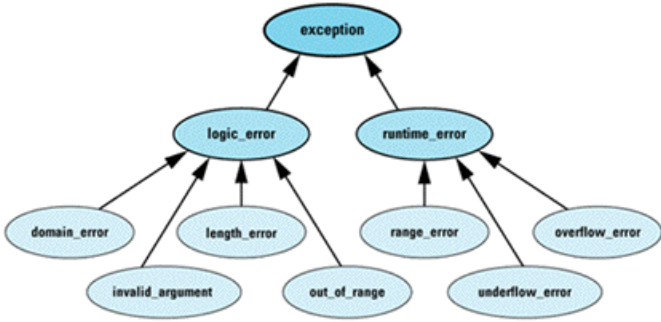 exception
logic_error
runtime_error
domain_error
length_error
range_error
overflow_error
invalid_argument
out_of_range
underflow_error